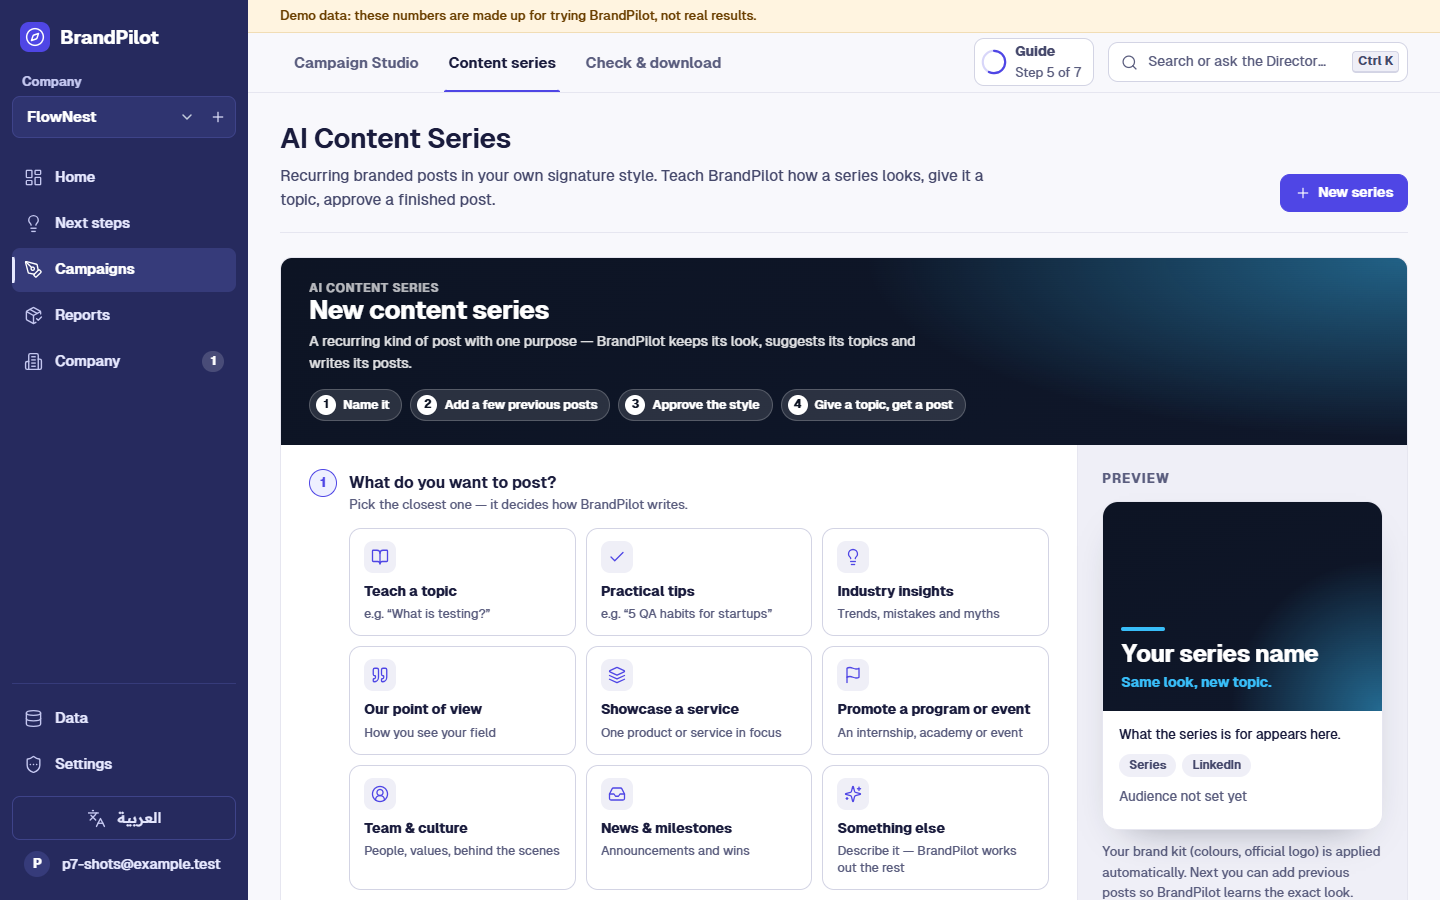 BrandPilot
Company
FlowNest
Home
Next steps
Campaigns
Reports
Company
1
Data
Settings
العربية
P
p7-shots@example.test
Demo data: these numbers are made up for trying BrandPilot, not real results.
Campaign Studio
Content series
Check & download
Guide
Step 5 of 7
Search or ask the Director...
Ctrl K
AI Content Series
Recurring branded posts in your own signature style. Teach BrandPilot how a series looks, give it a
topic, approve a finished post.
New series
AI CONTENT SERIES
New content series
A recurring kind of post with one purpose — BrandPilot keeps its look, suggests its topics and
writes its posts.
1 Name it
2 Add a few previous posts
3 Approve the style
4 Give a topic, get a post
1
What do you want to post?
Pick the closest one — it decides how BrandPilot writes.
Teach a topic
e.g. “What is testing?”
Practical tips
e.g. “5 QA habits for startups”
Industry insights
Trends, mistakes and myths
Our point of view
How you see your field
Showcase a service
One product or service in focus
Promote a program or event
An internship, academy or event
Team & culture
People, values, behind the scenes
News & milestones
Announcements and wins
Something else
Describe it — BrandPilot works
out the rest
PREVIEW
Your series name
Same look, new topic.
What the series is for appears here.
Series
LinkedIn
Audience not set yet
Your brand kit (colours, official logo) is applied
automatically. Next you can add previous
posts so BrandPilot learns the exact look.